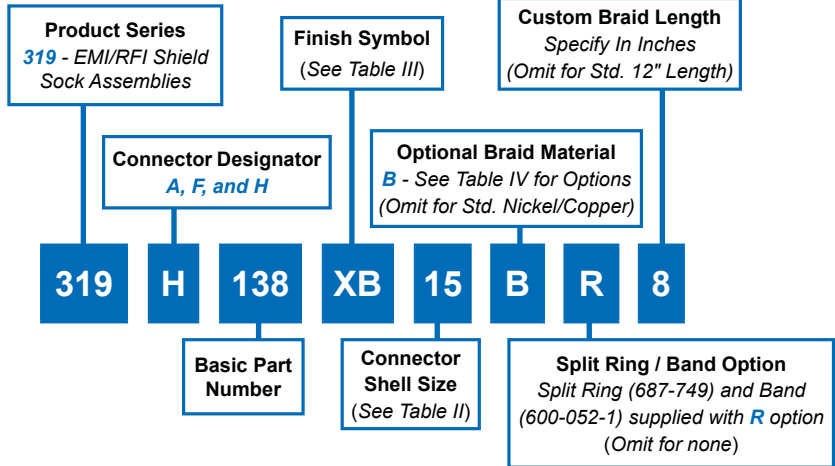 Product Series
319 - EMI/RFI Shield
Sock Assemblies
Finish Symbol
(See Table III)
Custom Braid Length
Specify In Inches
(Omit for Std. 12" Length)
Connector Designator
A, F, and H
Optional Braid Material
B - See Table IV for Options
(Omit for Std. Nickel/Copper)
319 H 138 XB 15 B R 8
Basic Part
Number
Connector
Shell Size
(See Table II)
Split Ring / Band Option
Split Ring (687-749) and Band
(600-052-1) supplied with R option
(Omit for none)